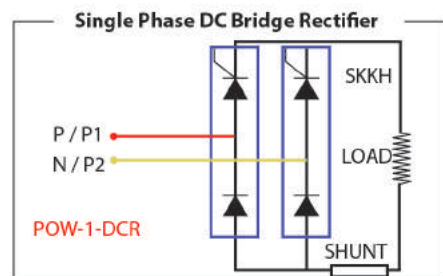 Single Phase DC Bridge Rectifier
SKKH
P / P1
N / P2
LOAD
POW-1-DCR
SHUNT